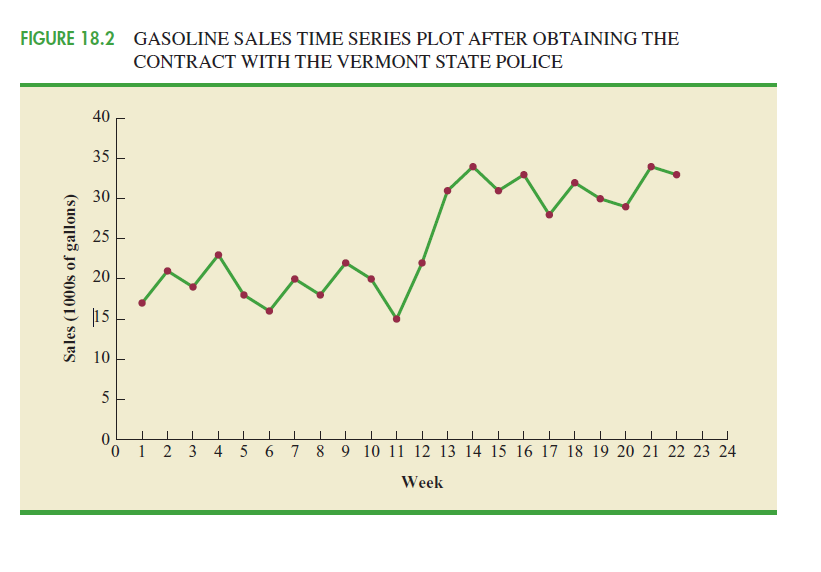 FIGURE 18.2 GASOLINE SALES TIME SERIES PLOT AFTER OBTAINING THE
CONTRACT WITH THE VERMONT STATE POLICE
40
35
30
25
20
15
10
5
0
Sales (1000s of gallons)
0 1 2 3 4 5 6 7 8 9 10 11 12 13 14 15 16 17 18 19 20 21 22 23 24
Week